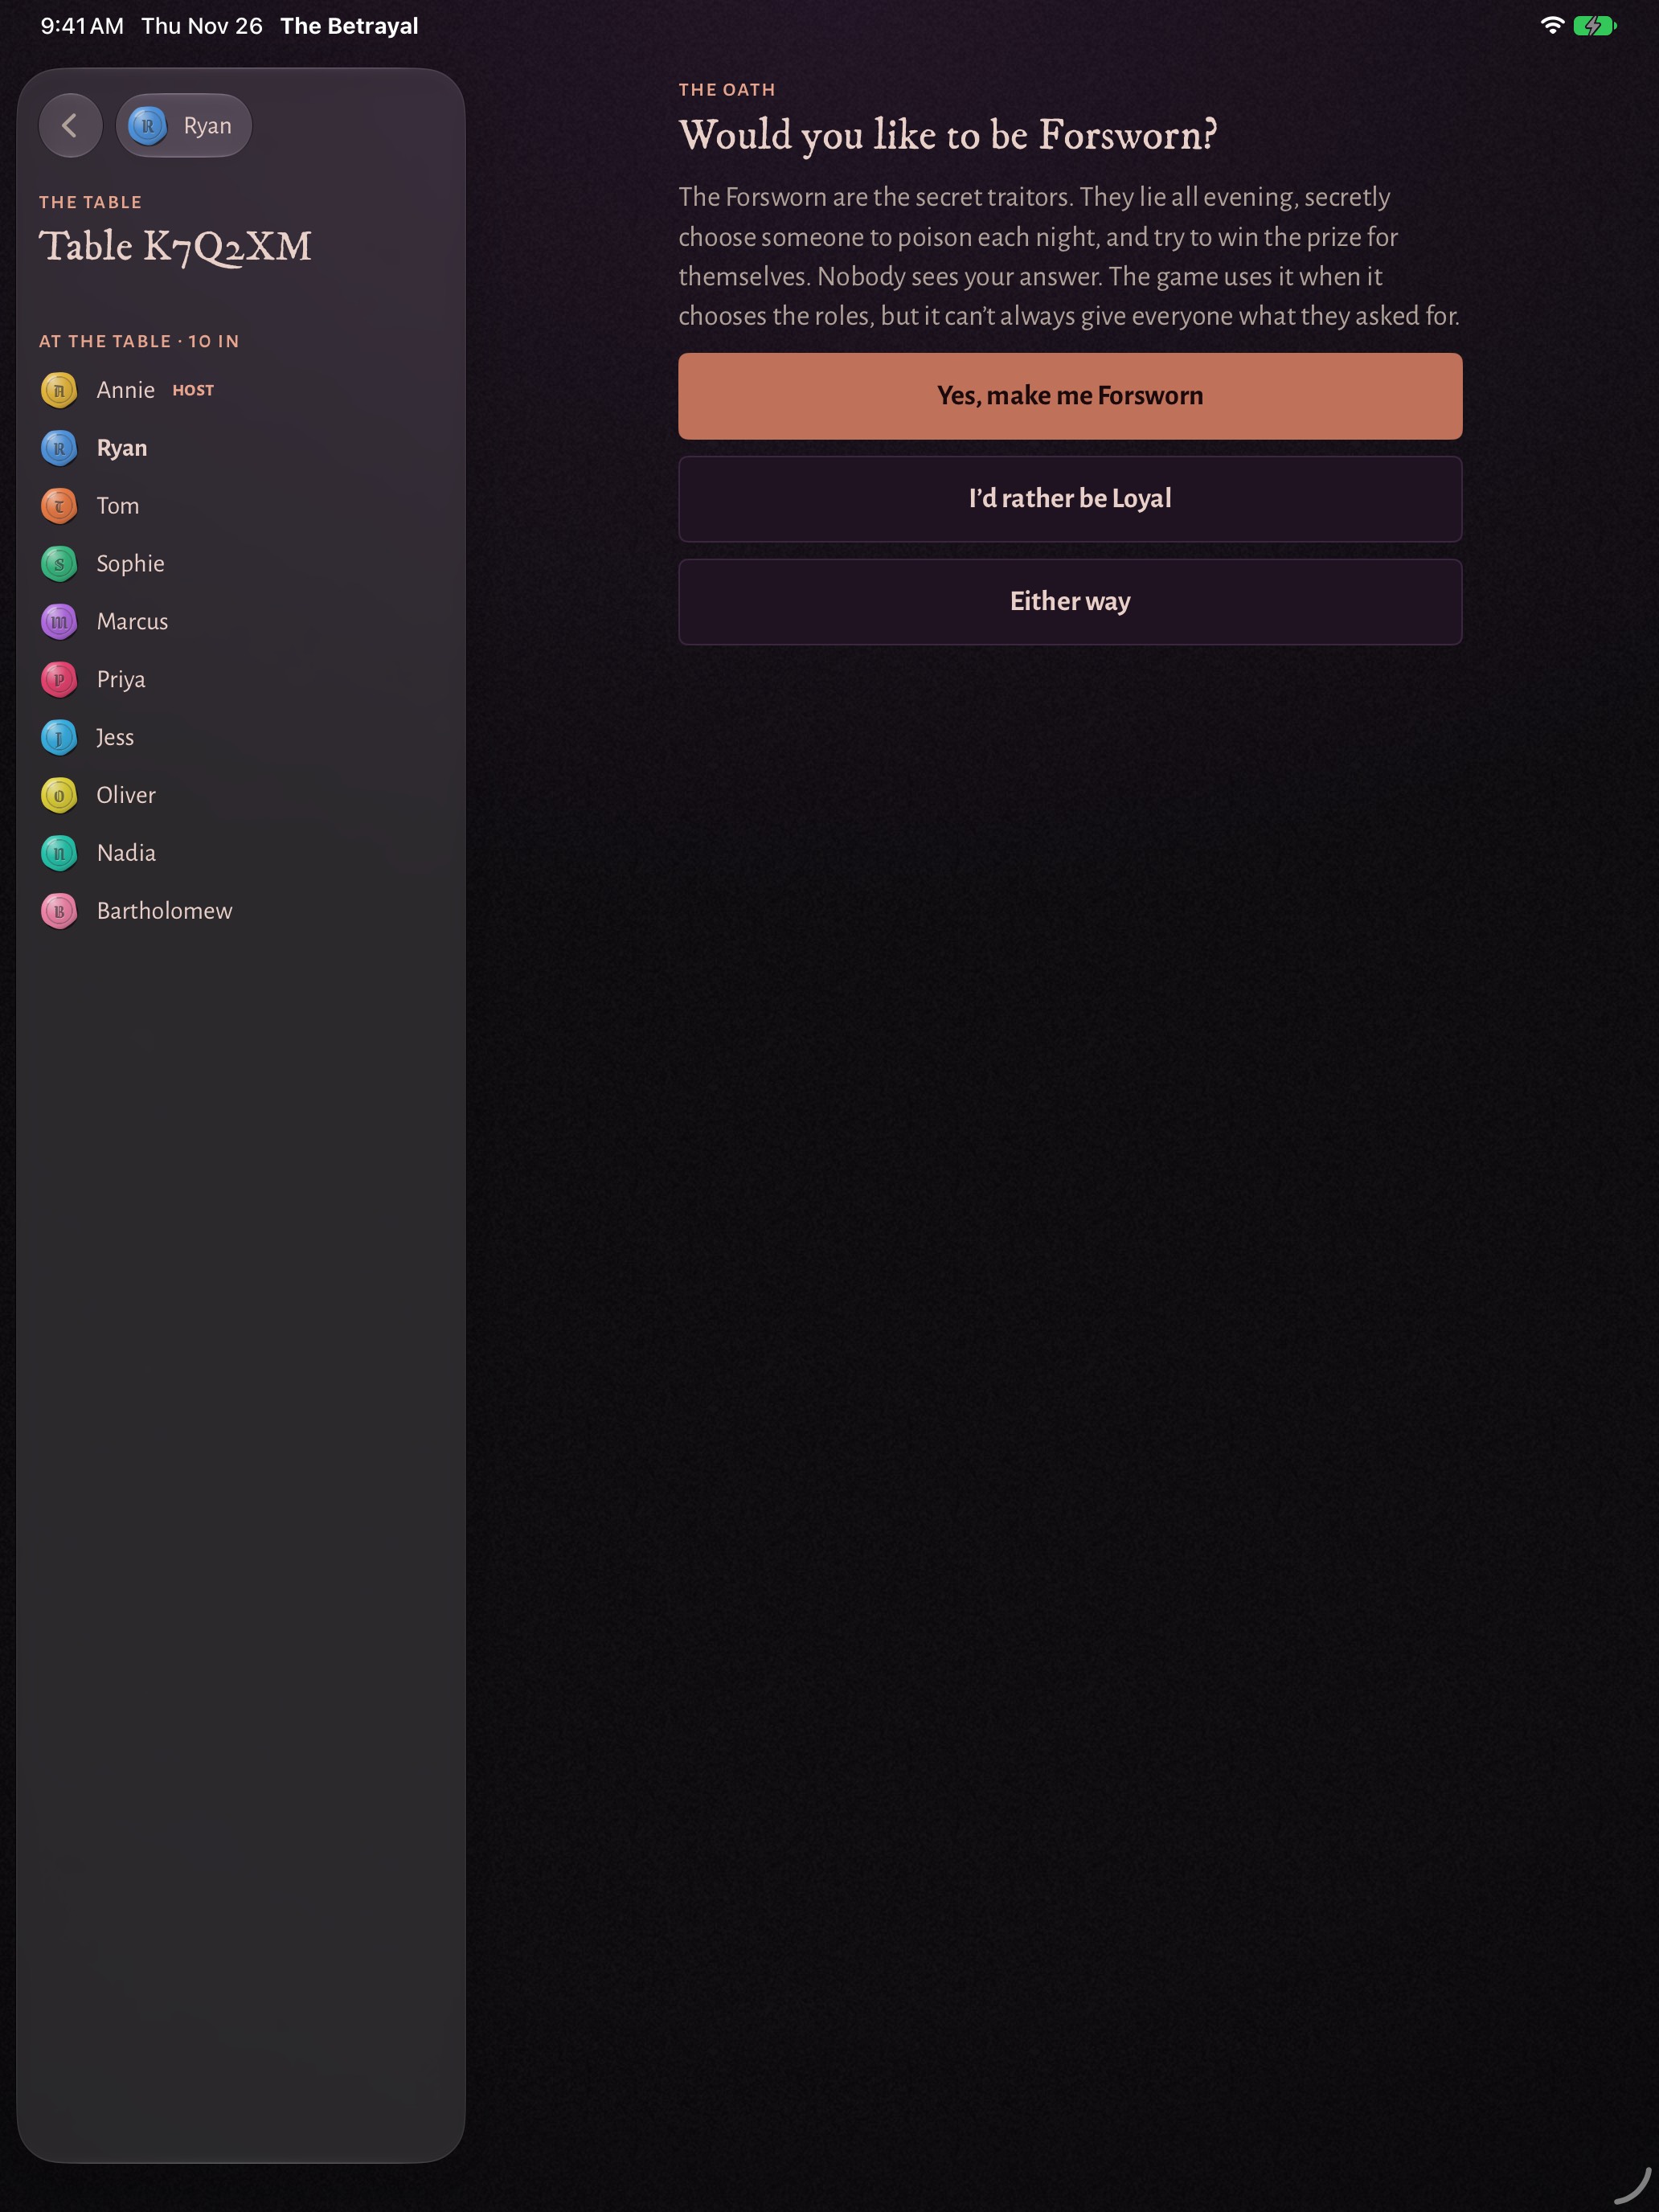 9:41 AM Thu Nov 26 The Betrayal
R Ryan
THE TABLE
Table K7Q2XM
AT THE TABLE · 10 IN
A Annie HOST
R Ryan
T Tom
S Sophie
M Marcus
P Priya
J Jess
O Oliver
N Nadia
B Bartholomew
THE OATH
Would you like to be Forsworn?
The Forsworn are the secret traitors. They lie all evening, secretly
choose someone to poison each night, and try to win the prize for
themselves. Nobody sees your answer. The game uses it when it
chooses the roles, but it can’t always give everyone what they asked for.
Yes, make me Forsworn
I’d rather be Loyal
Either way